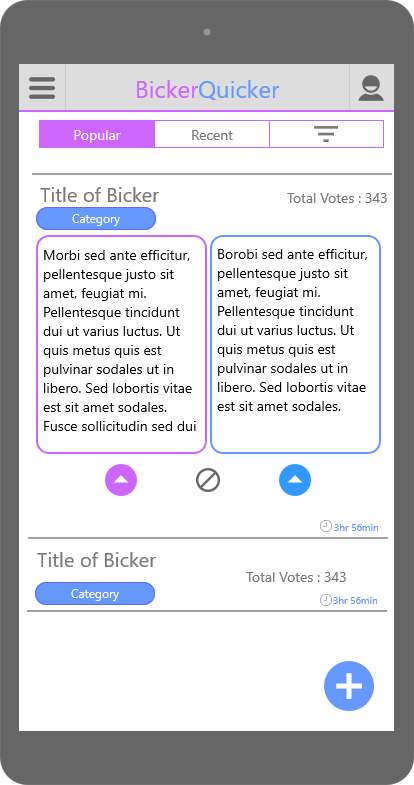 BickerQuicker
Popular Recent
Title of Bicker
Total Votes : 343
Category
Morbi sed ante efficitur,
pellentesque justo sit
amet, feugiat mi.
Pellentesque tincidunt
dui ut varius luctus. Ut
quis metus quis est
pulvinar sodales ut in
libero. Sed lobortis vitae
est sit amet sodales.
Fusce sollicitudin sed dui
Borobi sed ante efficitur,
pellentesque justo sit
amet, feugiat mi.
Pellentesque tincidunt
dui ut varius luctus. Ut
quis metus quis est
pulvinar sodales ut in
libero. Sed lobortis vitae
est sit amet sodales.
3hr 56min
Title of Bicker
Total Votes : 343
Category
3hr 56min